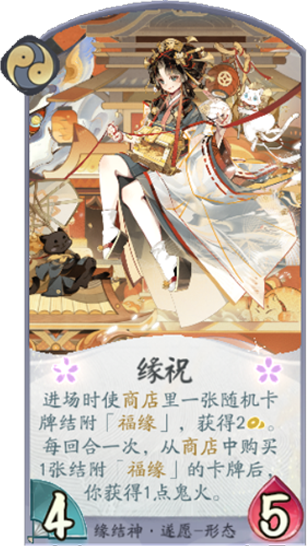 缘祝
进场时使商店里一张随机卡
牌结附「福缘」，获得2。
每回合一次，从商店中购买
1张结附「福缘」的卡牌后，
你获得1点鬼火。
4
缘结神·遂愿-形态
5